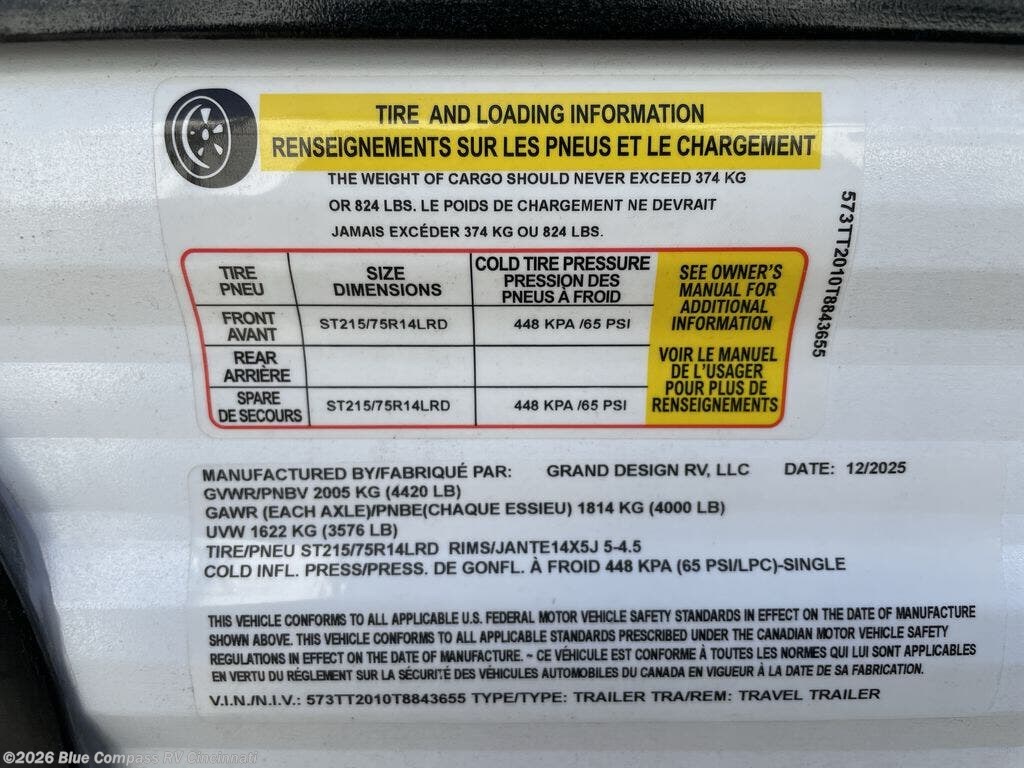 TIRE AND LOADING INFORMATION
RENSEIGNEMENTS SUR LES PNEUS ET LE CHARGEMENT
THE WEIGHT OF CARGO SHOULD NEVER EXCEED 374 KG
OR 824 LBS. LE POIDS DE CHARGEMENT NE DEVRAIT
JAMAIS EXCÉDER 374 KG OU 824 LBS.
573TT2010T8843655
TIRE
PNEU
SIZE
DIMENSIONS
COLD TIRE PRESSURE
PRESSION DES
PNEUS À FROID
FRONT
AVANT
ST215/75R14LRD
448 KPA /65 PSI
REAR
ARRIÈRE
SPARE
DE SECOURS
ST215/75R14LRD
448 KPA /65 PSI
SEE OWNER'S
MANUAL FOR
ADDITIONAL
INFORMATION
VOIR LE MANUEL
DE L'USAGER
POUR PLUS DE
RENSEIGNEMENTS
MANUFACTURED BY/FABRIQUÉ PAR: GRAND DESIGN RV, LLC DATE: 12/2025
GVWR/PNBV 2005 KG (4420 LB)
GAWR (EACH AXLE)/PNBE(CHAQUE ESSIEU) 1814 KG (4000 LB)
UVW 1622 KG (3576 LB)
TIRE/PNEU ST215/75R14LRD RIMS/JANTE14X5J 5-4.5
COLD INFL. PRESS/PRESS. DE GONFL. À FROID 448 KPA (65 PSI/LPC)-SINGLE
THIS VEHICLE CONFORMS TO ALL APPLICABLE U.S. FEDERAL MOTOR VEHICLE SAFETY STANDARDS IN EFFECT ON THE DATE OF MANUFACTURE
SHOWN ABOVE. THIS VEHICLE CONFORMS TO ALL APPLICABLE STANDARDS PRESCRIBED UNDER THE CANADIAN MOTOR VEHICLE SAFETY
REGULATIONS IN EFFECT ON THE DATE OF MANUFACTURE. ~ CE VÉHICULE EST CONFORME À TOUTES LES NORMES QUI LUI SONT APPLICABLES
EN VERTU DU RÈGLEMENT SUR LA SÉCURITÉ DES VÉHICULES AUTOMOBILES DU CANADA EN VIGUEUR À LA DATE DE SA FABRICATION.
V.I.N./N.I.V.: 573TT2010T8843655 TYPE/TYPE: TRAILER TRA/REM: TRAVEL TRAILER
©2026 Blue Compass RV Cincinnati